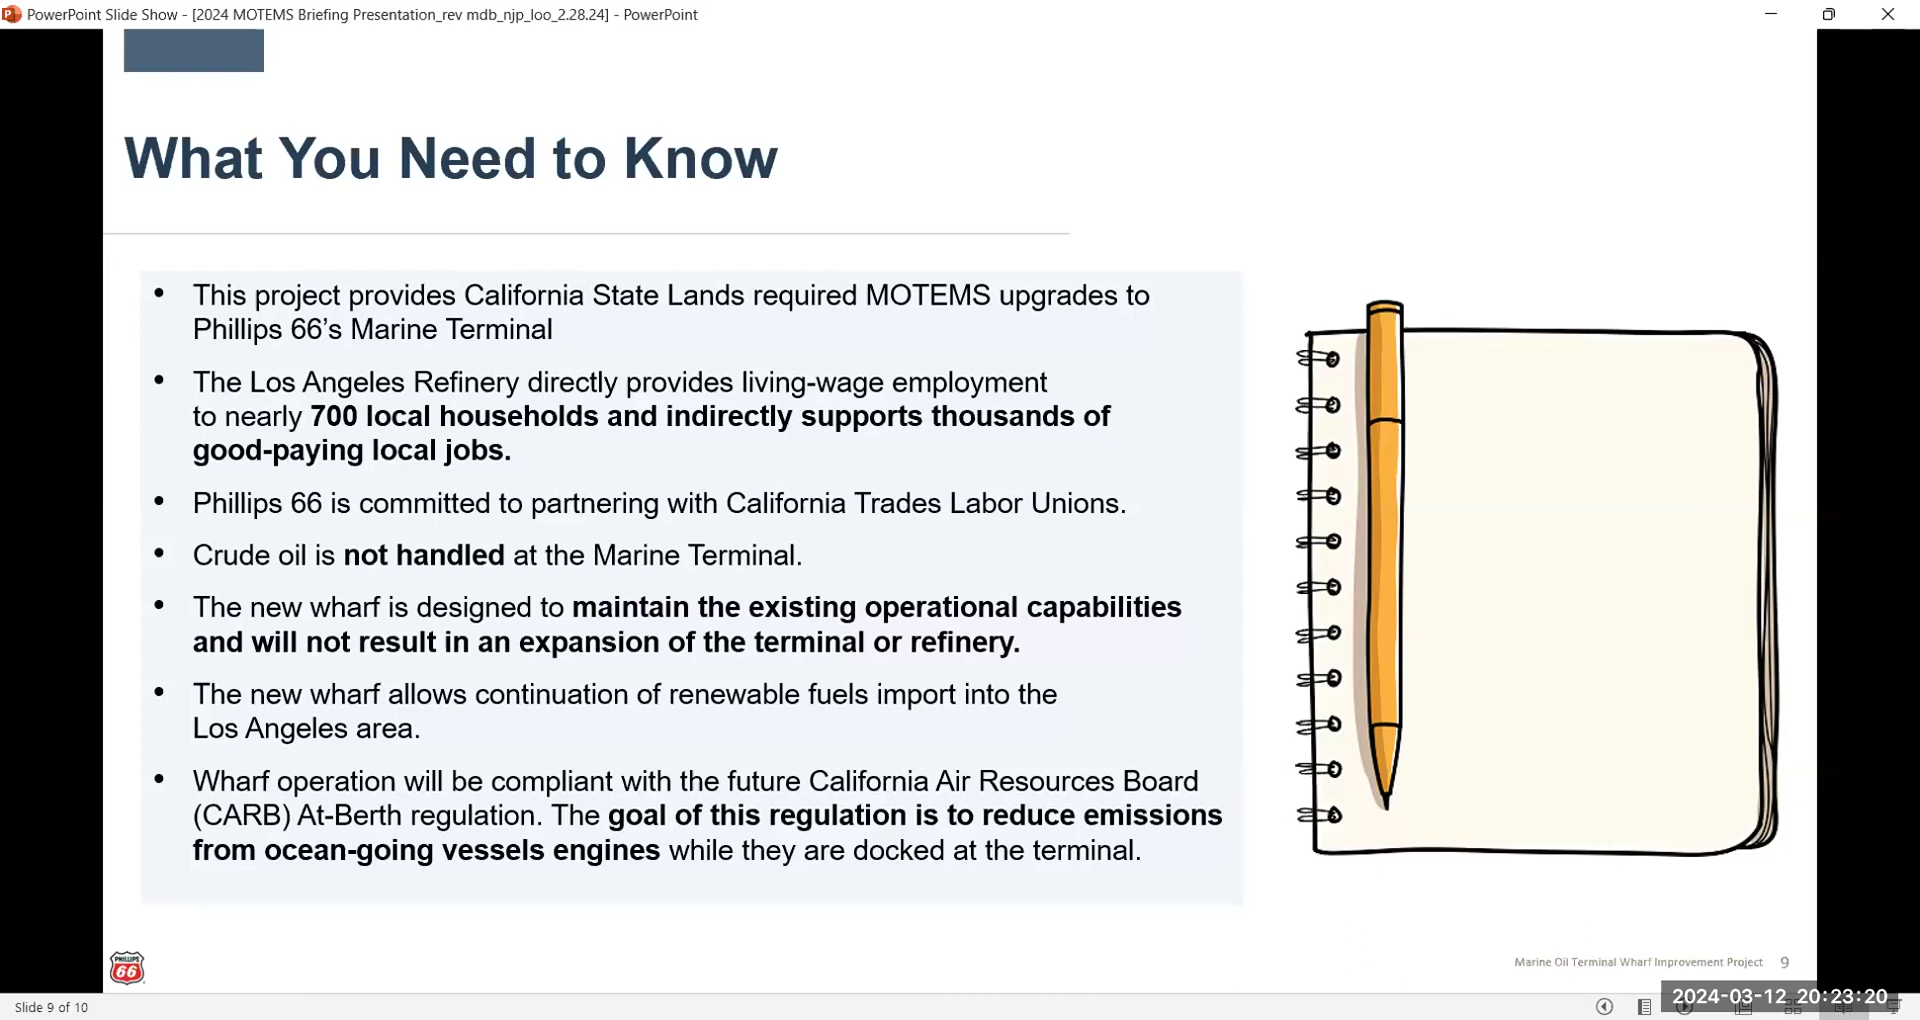 PowerPoint Slide Show - [2024 MOTEMS Briefing Presentation_rev mdb_njp_loo_2.28.24] - PowerPoint
What You Need to Know
• This project provides California State Lands required MOTEMS upgrades to
Phillips 66’s Marine Terminal
• The Los Angeles Refinery directly provides living-wage employment
to nearly 700 local households and indirectly supports thousands of
good-paying local jobs.
• Phillips 66 is committed to partnering with California Trades Labor Unions.
• Crude oil is not handled at the Marine Terminal.
• The new wharf is designed to maintain the existing operational capabilities
and will not result in an expansion of the terminal or refinery.
• The new wharf allows continuation of renewable fuels import into the
Los Angeles area.
• Wharf operation will be compliant with the future California Air Resources Board
(CARB) At-Berth regulation. The goal of this regulation is to reduce emissions
from ocean-going vessels engines while they are docked at the terminal.
PHILLIPS
66
Marine Oil Terminal Wharf Improvement Project 9
Slide 9 of 10
2024-03-12 20:23:20